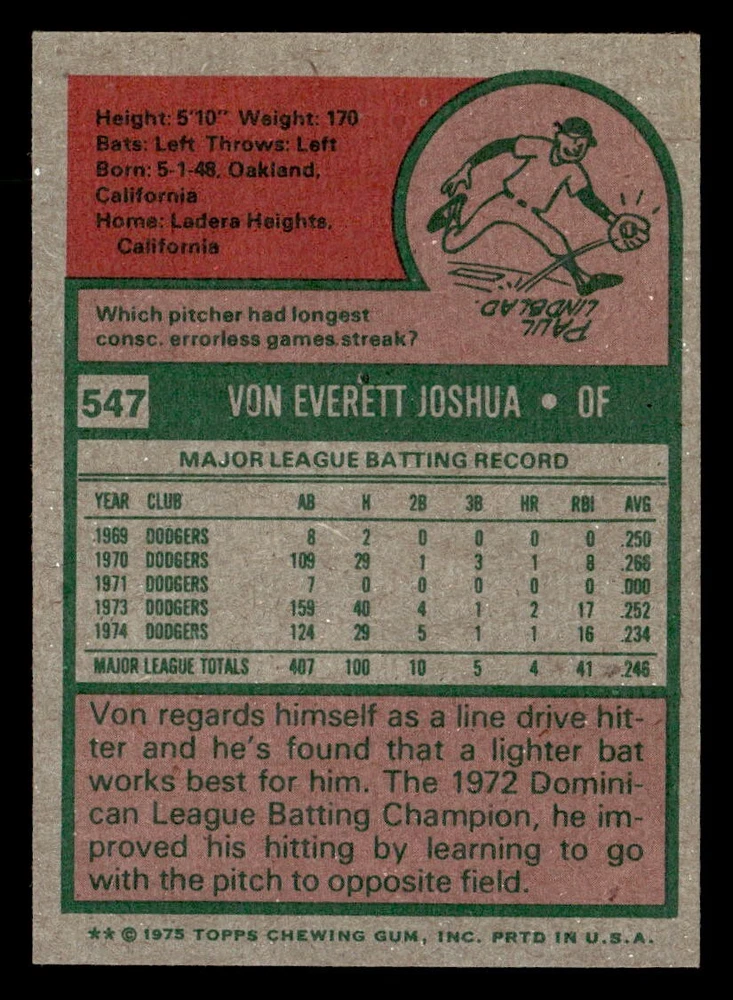 Height: 5'10" Weight: 170
Bats: Left Throws: Left
Born: 5-1-48, Oakland,
California
Home: Ladera Heights,
California
Which pitcher had longest
consc. errorless games streak?
PAUL
LINDBLAD
547 VON EVERETT JOSHUA • OF
MAJOR LEAGUE BATTING RECORD
YEAR CLUB AB H 2B 3B HR RBI AVG
1969 DODGERS 8 2 0 0 0 0 .250
1970 DODGERS 109 29 1 3 1 8 .266
1971 DODGERS 7 0 0 0 0 0 .000
1973 DODGERS 159 40 4 1 2 17 .252
1974 DODGERS 124 29 5 1 1 16 .234
MAJOR LEAGUE TOTALS 407 100 10 5 4 41 .246
Von regards himself as a line drive hit-
ter and he's found that a lighter bat
works best for him. The 1972 Domini-
can League Batting Champion, he im-
proved his hitting by learning to go
with the pitch to opposite field.
** © 1975 TOPPS CHEWING GUM, INC. PRTD IN U.S.A.